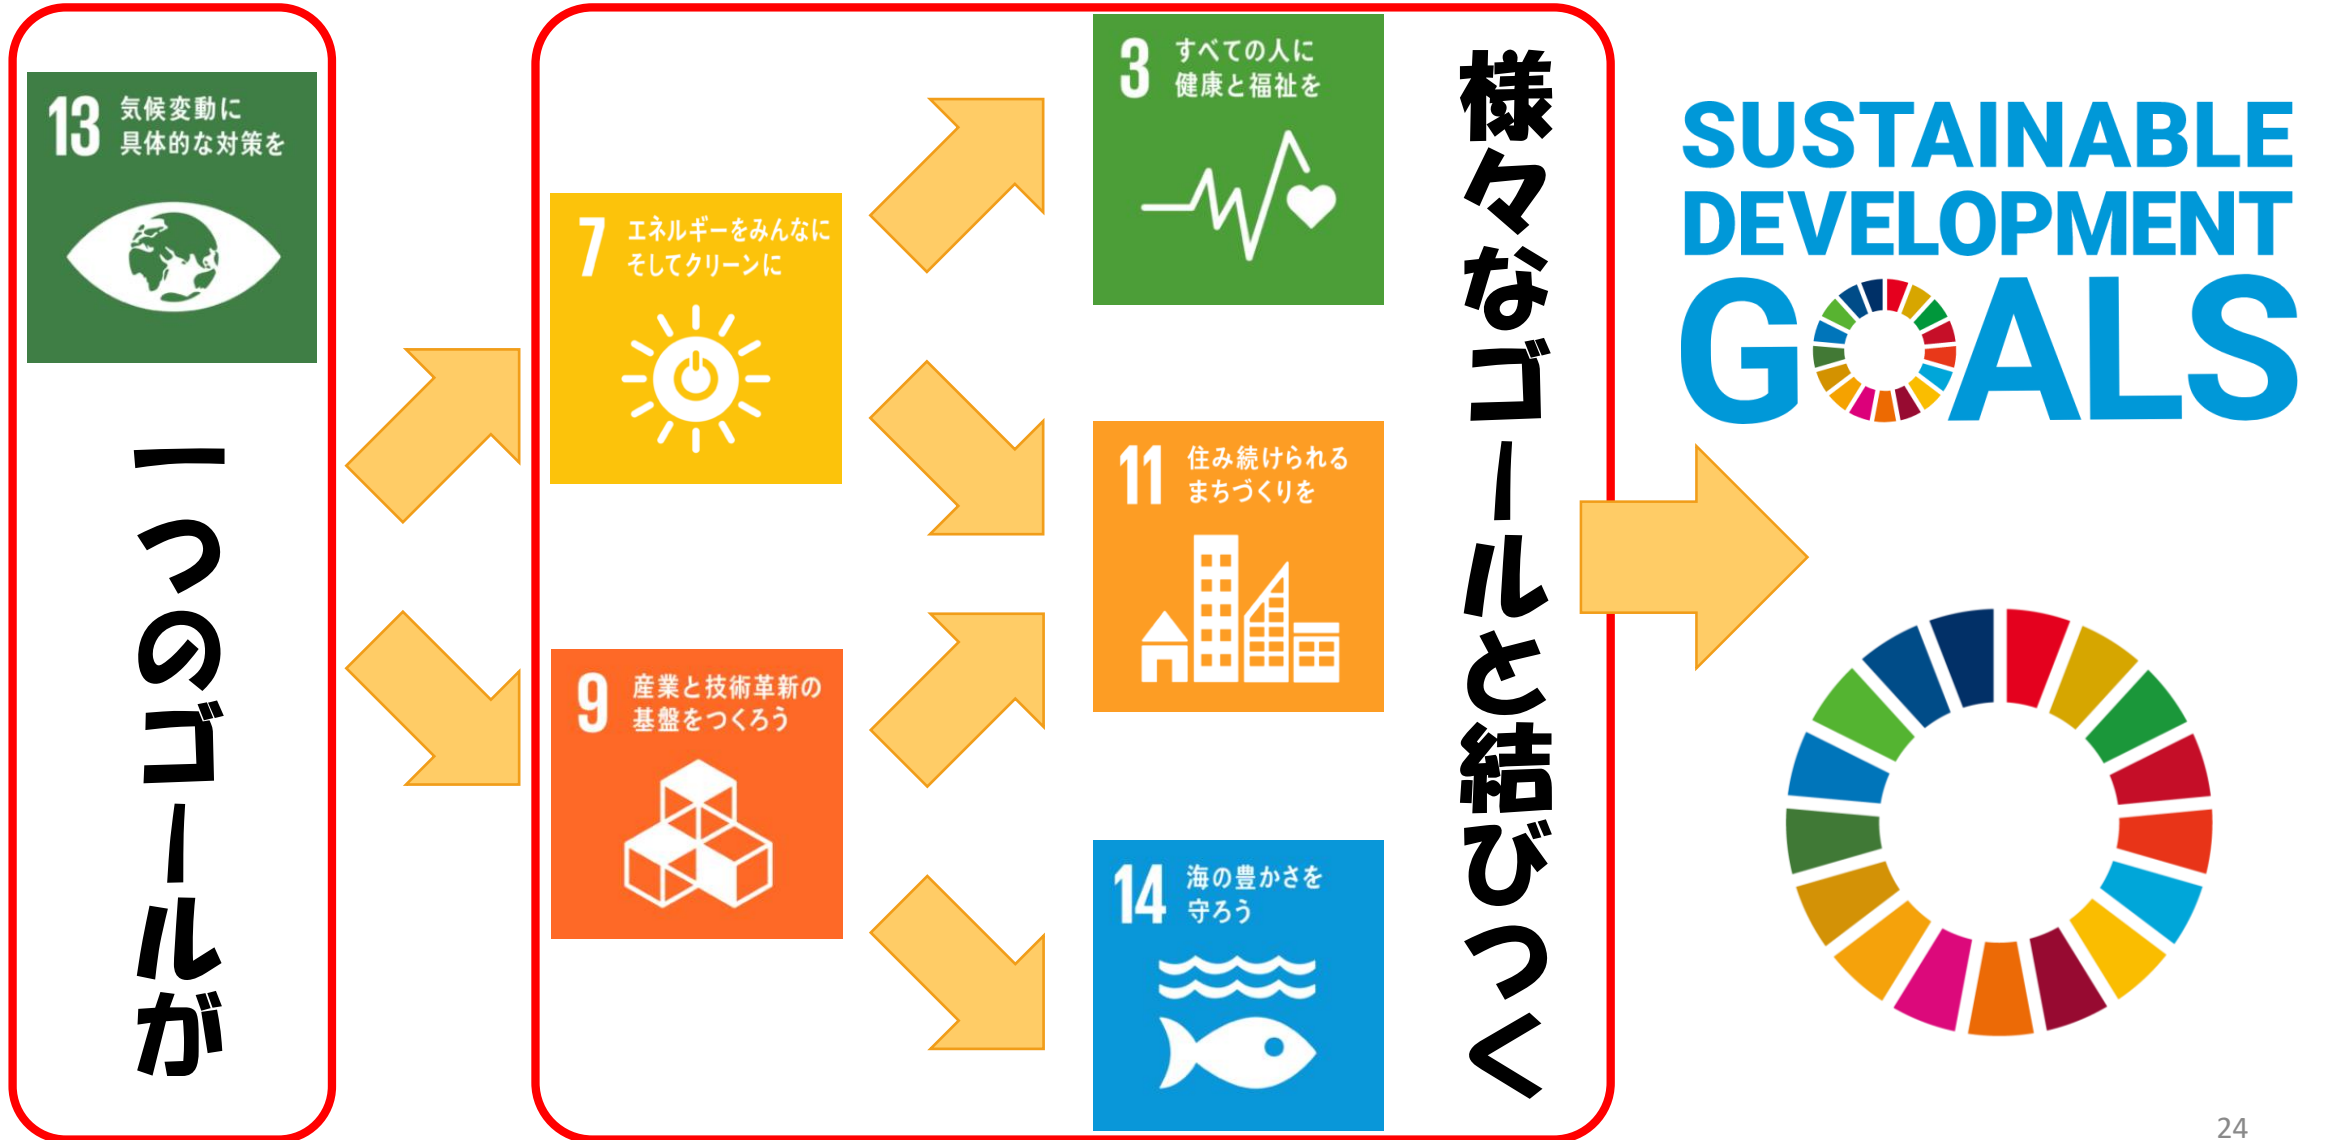 13 気候変動に
具体的な対策を
一つのゴールが
7 エネルギーをみんなに
そしてクリーンに
9 産業と技術革新の
基盤をつくろう
3 すべての人に
健康と福祉を
11 住み続けられる
まちづくりを
14 海の豊かさを
守ろう
様々なゴールと結びつく
SUSTAINABLE
DEVELOPMENT
GOALS
24